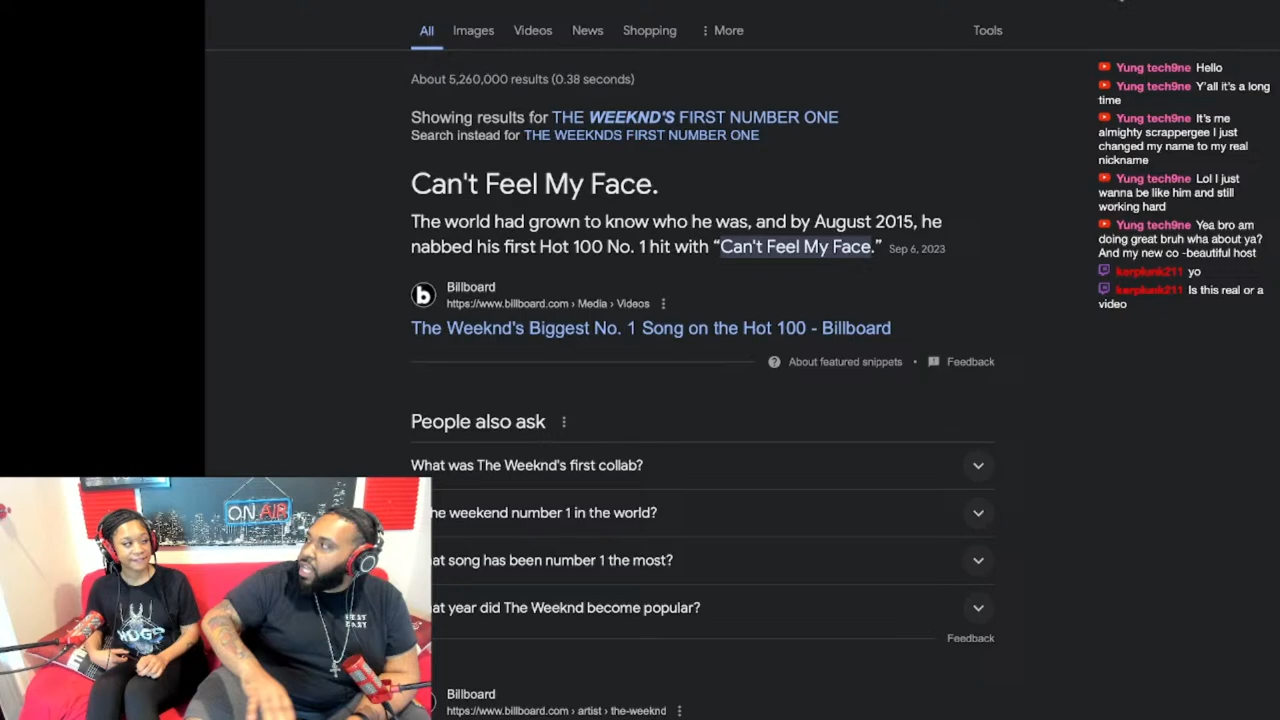 All Images Videos News Shopping More Tools
About 5,260,000 results (0.38 seconds)
Showing results for THE WEEKND'S FIRST NUMBER ONE
Search instead for THE WEEKNDS FIRST NUMBER ONE
Can't Feel My Face.
The world had grown to know who he was, and by August 2015, he
nabbed his first Hot 100 No. 1 hit with “Can't Feel My Face.” Sep 6, 2023
Billboard
https://www.billboard.com › Media › Videos
The Weeknd's Biggest No. 1 Song on the Hot 100 - Billboard
About featured snippets • Feedback
People also ask
What was The Weeknd's first collab?
he weekend number 1 in the world?
at song has been number 1 the most?
at year did The Weeknd become popular?
Feedback
Billboard
https://www.billboard.com › artist › the-weeknd
Yung tech9ne Hello
Yung tech9ne Y'all it's a long
time
Yung tech9ne It's me
almighty scrappergee I just
changed my name to my real
nickname
Yung tech9ne Lol I just
wanna be like him and still
working hard
Yung tech9ne Yea bro am
doing great bruh wha about ya?
And my new co -beautiful host
kerplunk211 yo
kerplunk211 Is this real or a
video
ON AIR